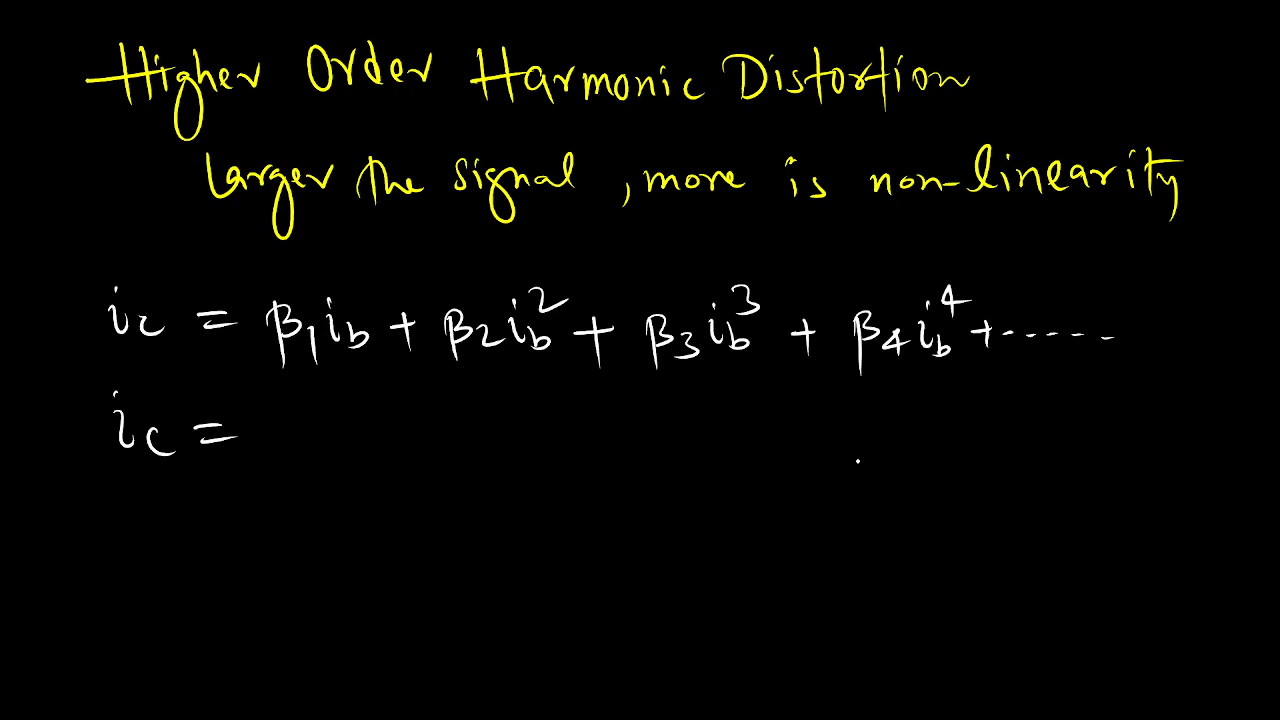 Higher Order Harmonic Distortion
Larger the signal, more is non-linearity
ic = β1ib + β2ib² + β3ib³ + β4ib⁴ + .....
ic =